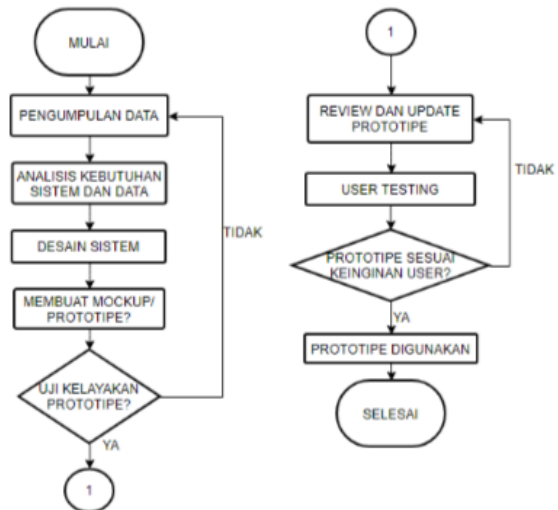 MULAI
PENGUMPULAN DATA
ANALISIS KEBUTUHAN
SISTEM DAN DATA
DESAIN SISTEM
MEMBUAT MOCKUP/
PROTOTIPE?
UJI KELAYAKAN
PROTOTIPE?
TIDAK
YA
1
1
REVIEW DAN UPDATE
PROTOTIPE
USER TESTING
PROTOTIPE SESUAI
KEINGINAN USER?
TIDAK
YA
PROTOTIPE DIGUNAKAN
SELESAI